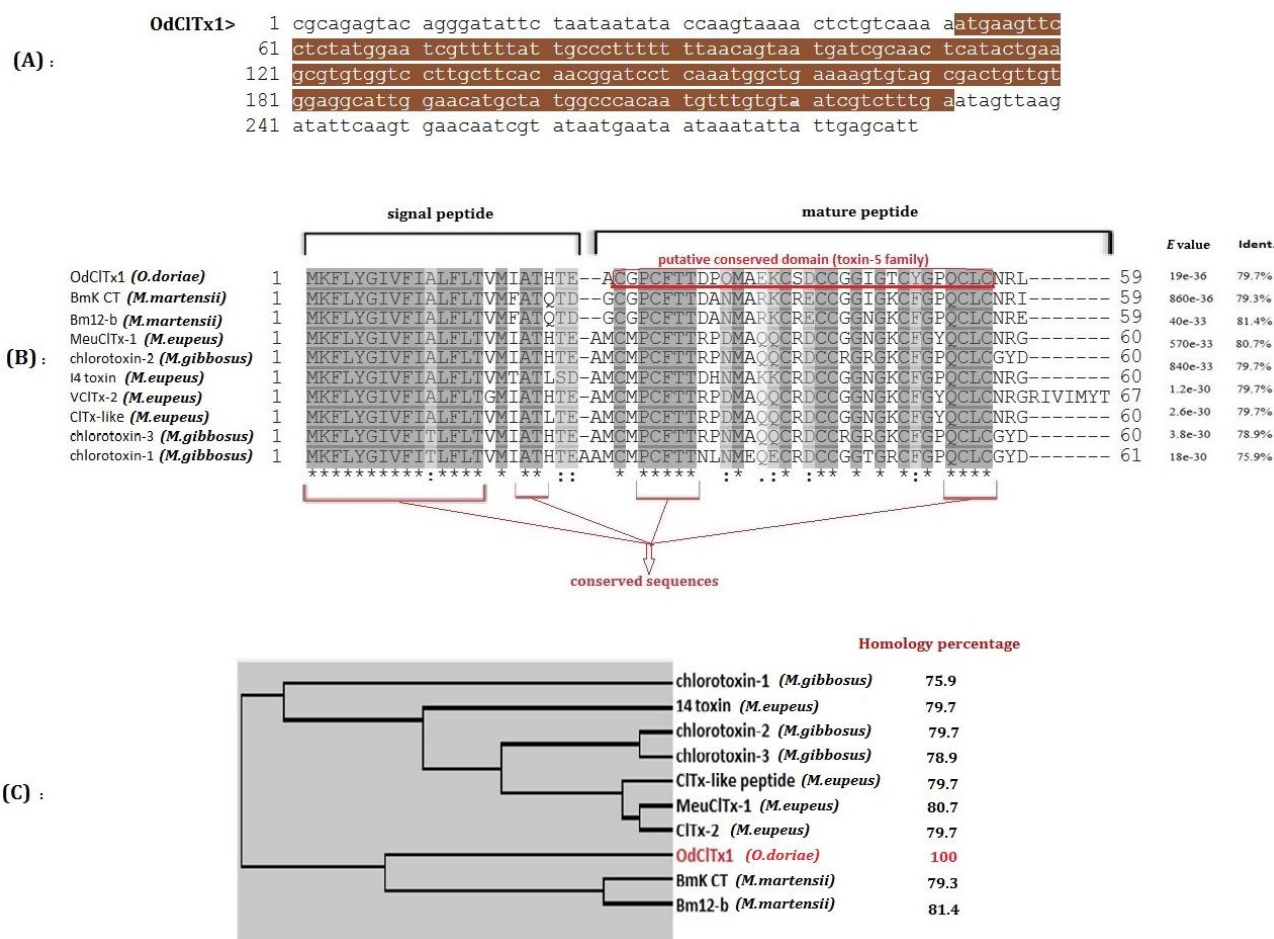 OdClTx1> 1 cgcagagtac agggatattc taataatata ccaagtaaaa ctctgtcaaa aatgaagttc
(A) :
61 ctctatggaa tcgtttttat tgcccttttt ttaacagtaa tgatcgcaac tcatactgaa
121 gcgtgtggtc cttgcttcac aacggatcct caaatggctg aaaagtgtag cgactgttgt
181 ggaggcattg gaacatgcta tggcccacaa tgtttgtgta atcgtctttg aatagttaag
241 atattcaagt gaacaatcgt ataatgaata ataaatatta ttgagcatt
signal peptide mature peptide
E value Ident.
putative conserved domain (toxin-5 family)
OdClTx1 (O.doriae) 1 MKFLYGIVFIALFLTVMIATHTE--ACGPCFTTDPQMAEKCSDCCGGIGTCYGPQCLCNRL------- 59 19e-36 79.7%
BmK CT (M.martensii) 1 MKFLYGIVFIALFLTVMFATQTD--GCGPCFTTDANMARKCRECCGGIGKCFGPQCLCNRI------- 59 860e-36 79.3%
Bm12-b (M.martensii) 1 MKFLYGIVFIALFLTVMFATQTD--GCGPCFTTDANMARKCRECCGGNGKCFGPQCLCNRE------- 59 40e-33 81.4%
MeuClTx-1 (M.eupeus) 1 MKFLYGIVFIALFLTVMIATHTE-AMCMPCFTTRPDMAQQCRDCCGGNGKCFGPQCLCNRG------- 60 570e-33 80.7%
(B) :
chlorotoxin-2 (M.gibbosus) 1 MKFLYGIVFIALFLTVMIATHTE-AMCMPCFTTRPDMAQQCRDCCRGRGKCFGPQCLCGYD------- 60 840e-33 79.7%
I4 toxin (M.eupeus) 1 MKFLYGIVFIALFLTVMTATLSD-AMCMPCFTTDHNMAKKCRDCCGGNGKCFGPQCLCNRG------- 60 1.2e-30 79.7%
VClTx-2 (M.eupeus) 1 MKFLYGIVFIALFLTGMIATHTE-AMCMPCFTTRPDMAQQCRDCCGGNGKCFGPQCLCNRGRIVIMYT 67 2.6e-30 79.7%
ClTx-like (M.eupeus) 1 MKFLYGIVFIALFLTVMIATLTE-AMCMPCFTTRPDMAQQCRDCCGGNGKCFGYQCLCNRG------- 60
chlorotoxin-3 (M.gibbosus) 1 MKFLYGIVFITLFLTVMIATHTE-AMCMPCFTTRPNMAQQCRDCCRGRGKCFGPQCLCGYD------- 60 3.8e-30 78.9%
chlorotoxin-1 (M.gibbosus) 1 MKFLYGIVFITLFLTVMIATHTEAAMCMPCFTTNLNMEQECRDCCGGTGRCFGPQCLCGYD------- 61 18e-30 75.9%
**********:**** * ** :: * ***** :* .:* *:** * * *:* ****
conserved sequences
Homology percentage
chlorotoxin-1 (M.gibbosus) 75.9
14 toxin (M.eupeus) 79.7
chlorotoxin-2 (M.gibbosus) 79.7
chlorotoxin-3 (M.gibbosus) 78.9
ClTx-like peptide (M.eupeus) 79.7
(C) :
MeuClTx-1 (M.eupeus) 80.7
ClTx-2 (M.eupeus) 79.7
OdClTx1 (O.doriae) 100
BmK CT (M.martensii) 79.3
Bm12-b (M.martensii) 81.4